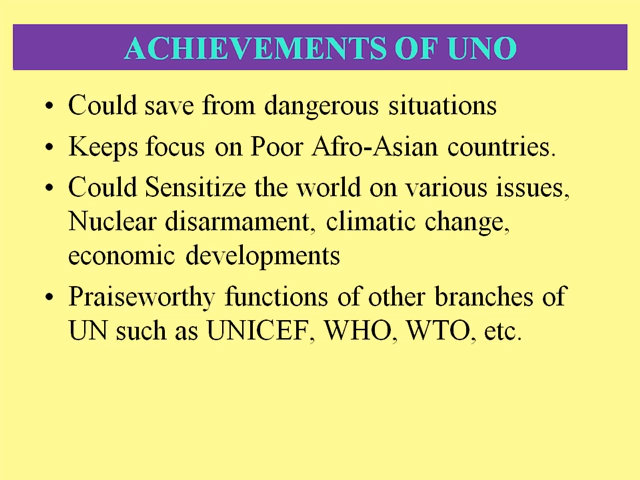 ACHIEVEMENTS OF UNO
• Could save from dangerous situations
• Keeps focus on Poor Afro-Asian countries.
• Could Sensitize the world on various issues,
Nuclear disarmament, climatic change,
economic developments
• Praiseworthy functions of other branches of
UN such as UNICEF, WHO, WTO, etc.